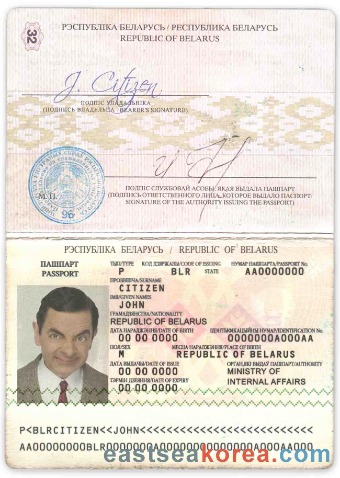 32
РЭСПУБЛІКА БЕЛАРУСЬ / РЕСПУБЛИКА БЕЛАРУСЬ
REPUBLIC OF BELARUS
J. Citizen
ПОДПІС УЛАДАЛЬНІКА
(ПОДПИСЬ ВЛАДЕЛЬЦА BEARER'S SIGNATURE)
М.П.
96
ПОДПІС СЛУЖБОВАЙ АСОБЫ, ЯКАЯ ВЫДАЛА ПАШПАРТ
(ПОДПИСЬ ОТВЕТСТВЕННОГО ЛИЦА, КОТОРОЕ ВЫДАЛО ПАСПОРТ
SIGNATURE OF THE AUTHORITY ISSUING THE PASSPORT)
РЭСПУБЛІКА БЕЛАРУСЬ / REPUBLIC OF BELARUS
ПАШПАРТ
PASSPORT
ТЫП/TYPE КОД ДЗЯРЖАВЫ/CODE OF ISSUING STATE НУМАР ПАШПАРТА/PASSPORT No.
P BLR AA0000000
ПРОЗВІШЧА/SURNAME
CITIZEN
ІМЯ/GIVEN NAMES
JOHN
ГРАМАДЗЯНСТВА/NATIONALITY
REPUBLIC OF BELARUS
ДАТА НАРАДЖЭННЯ/DATE OF BIRTH ІДЭНТЫФІКАЦЫЙНЫ НУМАР/IDENTIFICATION No.
00 00 0000 0000000A000AA
ПОЛ/SEX МЕСЦА НАРАДЖЭННЯ/PLACE OF BIRTH
M REPUBLIC OF BELARUS
ДАТА ВЫДАЧЫ/DATE OF ISSUE ОРГАН ВЫДАЧЫ ПАШПАРТА/AUTHORITY
00 00 0000 MINISTRY OF
ТЭРМІН ДЗЕЯННЯ/DATE OF EXPIRY
00 00 0000 INTERNAL AFFAIRS
P<BLRCITIZEN<<JOHN<<<<<<<<<<<<<<<<<<<<<<<<<<
eastseakorea.com